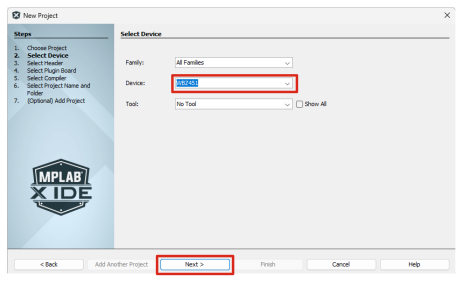 New Project
Steps
1. Choose Project
2. Select Device
3. Select Header
4. Select Plugin Board
5. Select Compiler
6. Select Project Name and
Folder
7. (Optional) Add Project
MPLAB
X IDE
Select Device
Family: All Families
Device: WBZ451
Tool: No Tool Show All
< Back Add Another Project Next > Finish Cancel Help